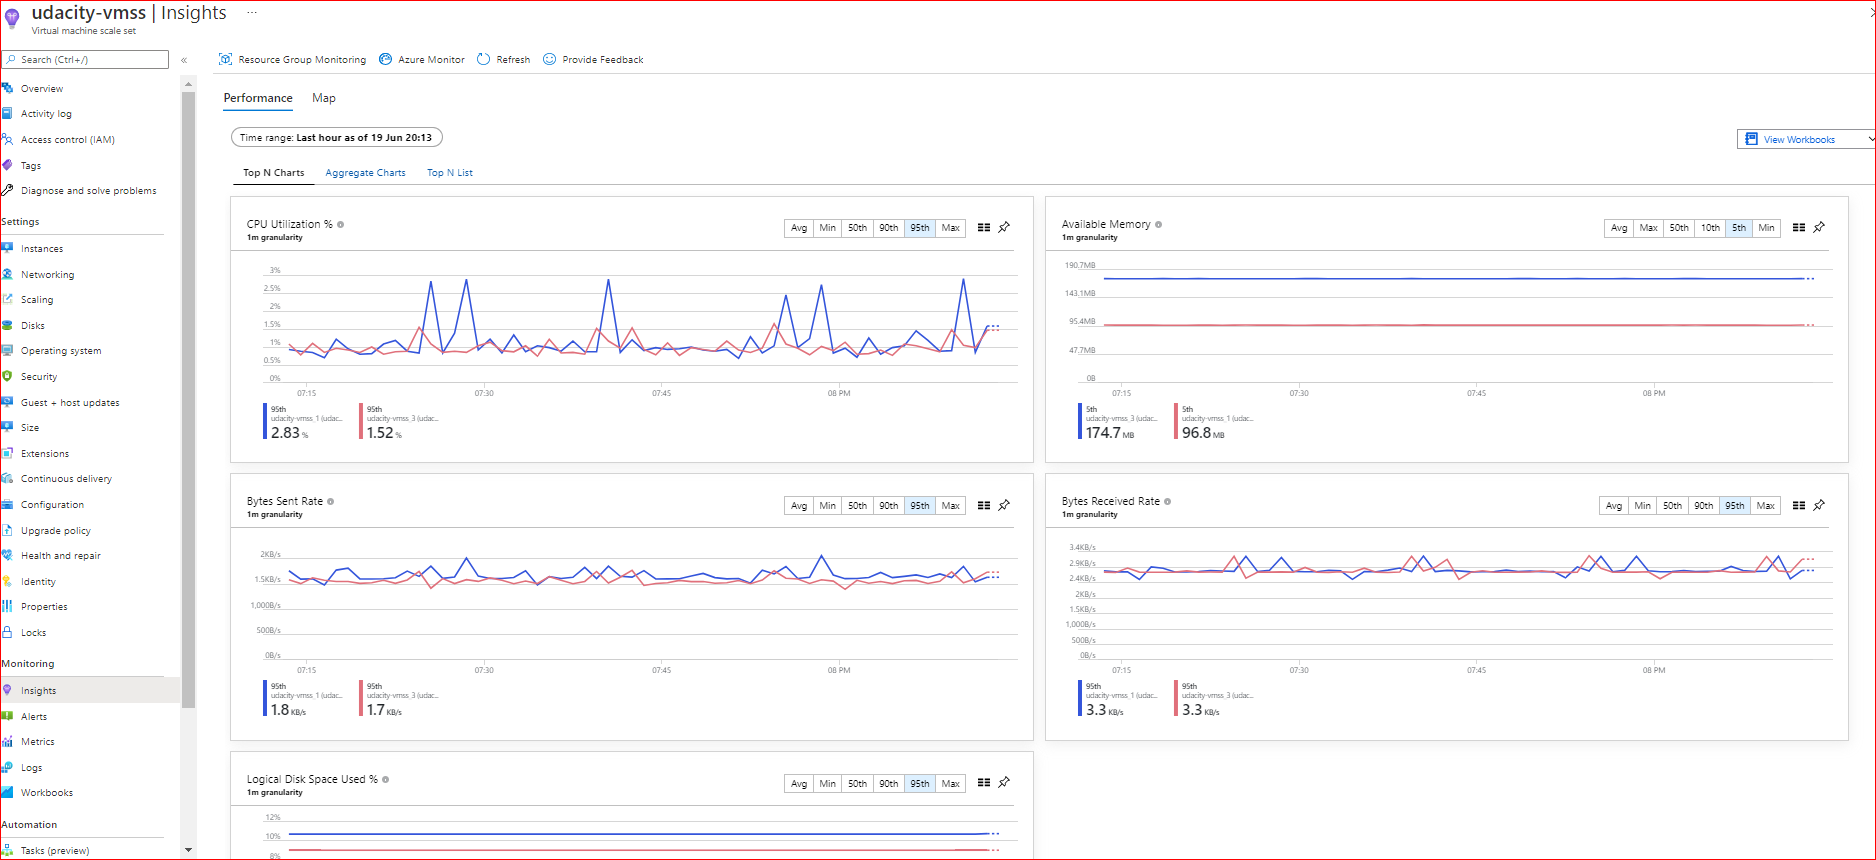 udacity-vmss | Insights ...
Virtual machine scale set
Search (Ctrl+/)
«
Overview
Activity log
Access control (IAM)
Tags
Diagnose and solve problems
Settings
Instances
Networking
Scaling
Disks
Operating system
Security
Guest + host updates
Size
Extensions
Continuous delivery
Configuration
Upgrade policy
Health and repair
Identity
Properties
Locks
Monitoring
Insights
Alerts
Metrics
Logs
Workbooks
Automation
Tasks (preview)
Resource Group Monitoring Azure Monitor Refresh Provide Feedback
Performance Map
Time range: Last hour as of 19 Jun 20:13
View Workbooks
Top N Charts Aggregate Charts Top N List
CPU Utilization %
1m granularity
Avg Min 50th 90th 95th Max
3%
2.5%
2%
1.5%
1%
0.5%
0%
07:15 07:30 07:45 08 PM
95th 95th
udacity-vmss_1 (udac... udacity-vmss_3 (udac...
2.83 % 1.52 %
Available Memory
1m granularity
Avg Max 50th 10th 5th Min
190.7MB
143.1MB
95.4MB
47.7MB
0B
07:15 07:30 07:45 08 PM
5th 5th
udacity-vmss_3 (udac... udacity-vmss_1 (udac...
174.7 MB 96.8 MB
Bytes Sent Rate
1m granularity
Avg Min 50th 90th 95th Max
2KB/s
1.5KB/s
1,000B/s
500B/s
0B/s
07:15 07:30 07:45 08 PM
95th 95th
udacity-vmss_1 (udac... udacity-vmss_3 (udac...
1.8 KB/s 1.7 KB/s
Bytes Received Rate
1m granularity
Avg Min 50th 90th 95th Max
3.4KB/s
2.9KB/s
2.4KB/s
2KB/s
1.5KB/s
1,000B/s
500B/s
0B/s
07:15 07:30 07:45 08 PM
95th 95th
udacity-vmss_1 (udac... udacity-vmss_3 (udac...
3.3 KB/s 3.3 KB/s
Logical Disk Space Used %
1m granularity
Avg Min 50th 90th 95th Max
12%
10%
8%